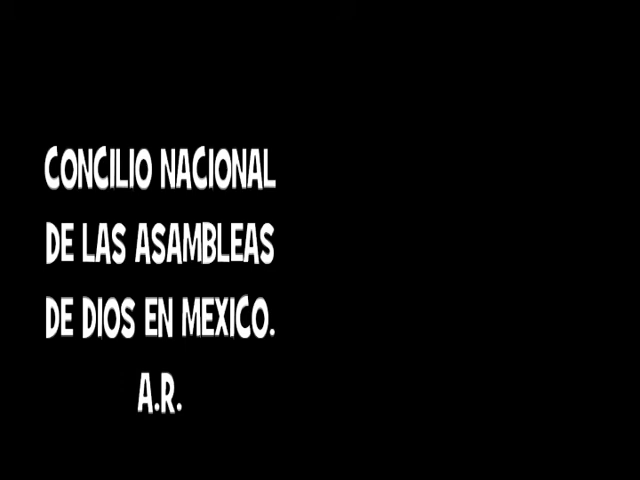 CONCILIO NACIONAL
DE LAS ASAMBLEAS
DE DIOS EN MEXICO.
A.R.